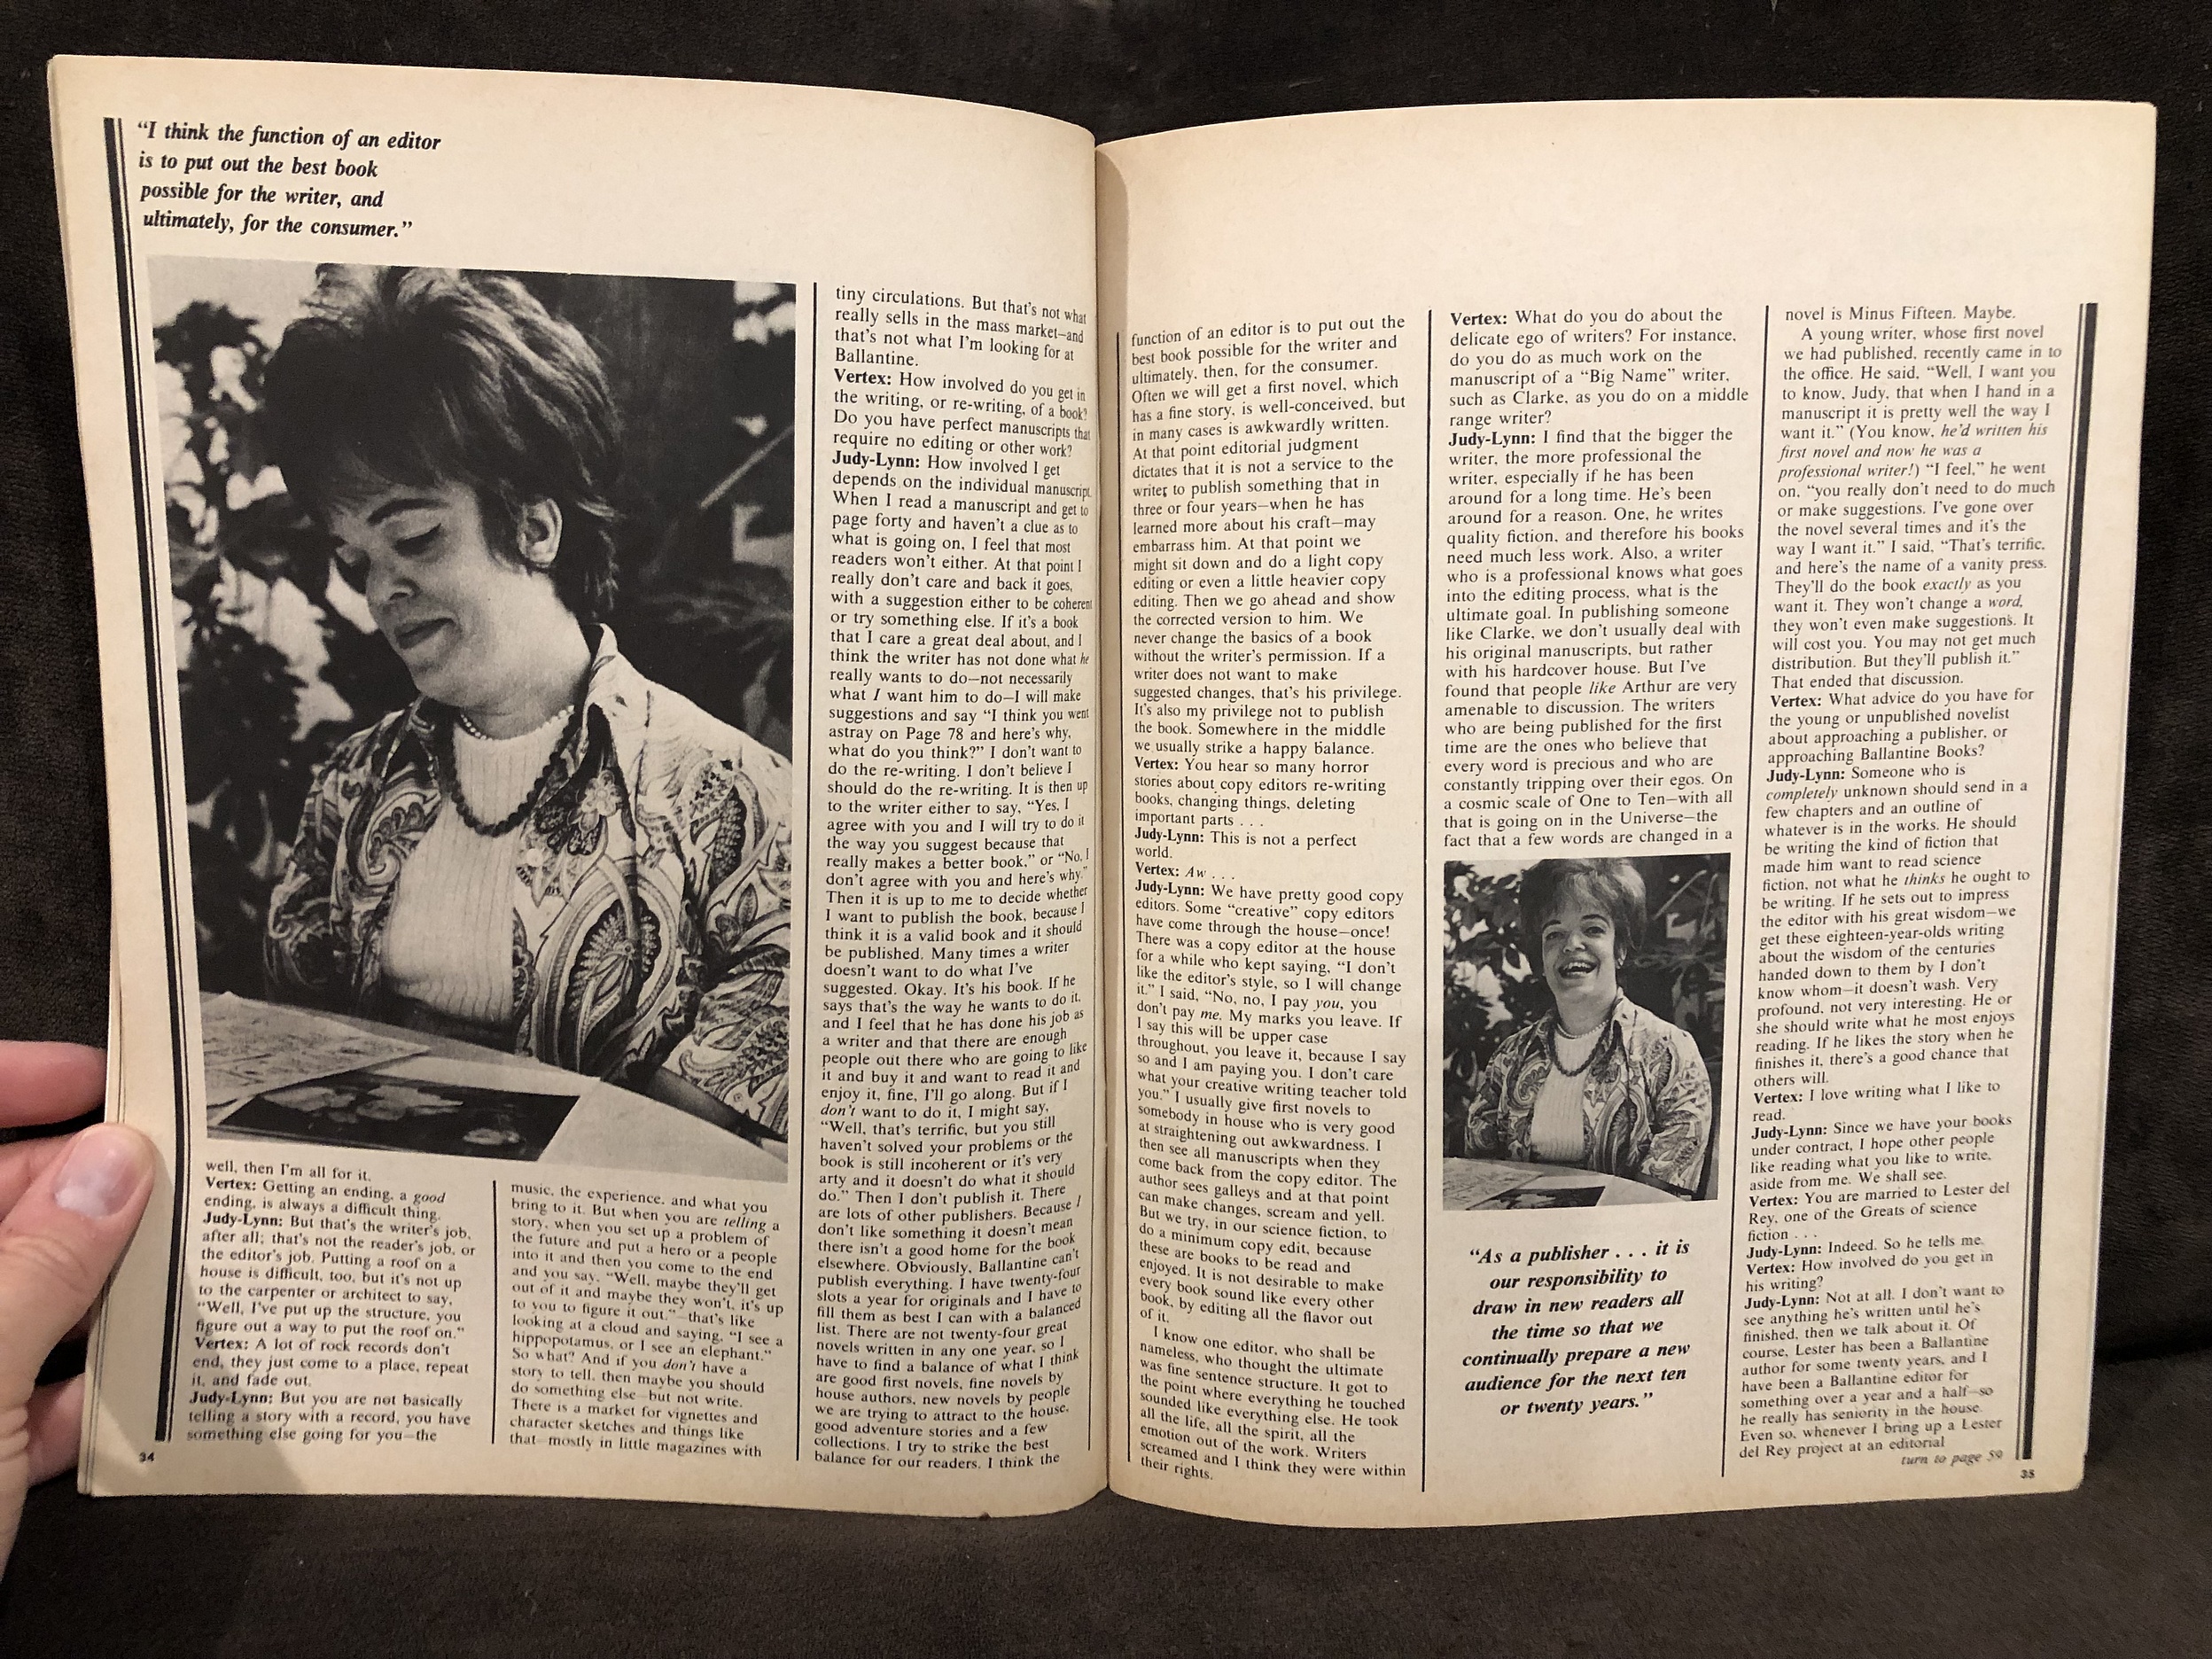 “I think the function of an editor
is to put out the best book
possible for the writer, and
ultimately, for the consumer.”
well, then I'm all for it.
Vertex: Getting an ending, a good
ending, is always a difficult thing.
Judy-Lynn: But that's the writer's job,
after all; that's not the reader's job, or
the editor's job. Putting a roof on a
house is difficult, too, but it's not up
to the carpenter or architect to say,
“Well, I've put up the structure, you
figure out a way to put the roof on.”
Vertex: A lot of rock records don't
end, they just come to a place, repeat
it, and fade out.
Judy-Lynn: But you are not basically
telling a story with a record, you have
something else going for you—the
34
music, the experience, and what you
bring to it. But when you are telling a
story, when you set up a problem of
the future and put a hero or a people
into it and then you come to the end
and you say, “Well, maybe they'll get
out of it and maybe they won't, it's up
to you to figure it out.”—that's like
looking at a cloud and saying, “I see a
hippopotamus, or I see an elephant.”
So what? And if you don't have a
story to tell, then maybe you should
do something else—but not write.
There is a market for vignettes and
character sketches and things like
that—mostly in little magazines with
tiny circulations. But that's not what
really sells in the mass market—and
that's not what I'm looking for at
Ballantine.
Vertex: How involved do you get in
the writing, or re-writing, of a book?
Do you have perfect manuscripts that
require no editing or other work?
Judy-Lynn: How involved I get
depends on the individual manuscript.
When I read a manuscript and get to
page forty and haven't a clue as to
what is going on, I feel that most
readers won't either. At that point I
really don't care and back it goes,
with a suggestion either to be coherent
or try something else. If it's a book
that I care a great deal about, and I
think the writer has not done what he
really wants to do—not necessarily
what I want him to do—I will make
suggestions and say “I think you went
astray on Page 78 and here's why,
what do you think?” I don't want to
do the re-writing. I don't believe I
should do the re-writing. It is then up
to the writer either to say, “Yes, I
agree with you and I will try to do it
the way you suggest because that
really makes a better book,” or “No, I
don't agree with you and here's why.”
Then it is up to me to decide whether
I want to publish the book, because I
think it is a valid book and it should
be published. Many times a writer
doesn't want to do what I've
suggested. Okay. It's his book. If he
says that's the way he wants to do it,
and I feel that he has done his job as
a writer and that there are enough
people out there who are going to like
it and buy it and want to read it and
enjoy it, fine, I'll go along. But if I
don't want to do it, I might say,
“Well, that's terrific, but you still
haven't solved your problems or the
book is still incoherent or it's very
arty and it doesn't do what it should
do.” Then I don't publish it. There
are lots of other publishers. Because I
don't like something it doesn't mean
there isn't a good home for the book
elsewhere. Obviously, Ballantine can't
publish everything. I have twenty-four
slots a year for originals and I have to
fill them as best I can with a balanced
list. There are not twenty-four great
novels written in any one year, so I
have to find a balance of what I think
are good first novels, fine novels by
house authors, new novels by people
we are trying to attract to the house,
good adventure stories and a few
collections. I try to strike the best
balance for our readers. I think the
function of an editor is to put out the
best book possible for the writer and
ultimately, then, for the consumer.
Often we will get a first novel, which
has a fine story, is well-conceived, but
in many cases is awkwardly written.
At that point editorial judgment
dictates that it is not a service to the
writer to publish something that in
three or four years—when he has
learned more about his craft—may
embarrass him. At that point we
might sit down and do a light copy
editing or even a little heavier copy
editing. Then we go ahead and show
the corrected version to him. We
never change the basics of a book
without the writer's permission. If a
writer does not want to make
suggested changes, that's his privilege.
It's also my privilege not to publish
the book. Somewhere in the middle
we usually strike a happy balance.
Vertex: You hear so many horror
stories about copy editors re-writing
books, changing things, deleting
important parts . . .
Judy-Lynn: This is not a perfect
world.
Vertex: Aw . . .
Judy-Lynn: We have pretty good copy
editors. Some “creative” copy editors
have come through the house—once!
There was a copy editor at the house
for a while who kept saying, “I don't
like the editor's style, so I will change
it.” I said, “No, no, I pay you, you
don't pay me. My marks you leave. If
I say this will be upper case
throughout, you leave it, because I say
so and I am paying you. I don't care
what your creative writing teacher told
you.” I usually give first novels to
somebody in house who is very good
at straightening out awkwardness. I
then see all manuscripts when they
come back from the copy editor. The
author sees galleys and at that point
can make changes, scream and yell.
But we try, in our science fiction, to
do a minimum copy edit, because
these are books to be read and
enjoyed. It is not desirable to make
every book sound like every other
book, by editing all the flavor out
of it.
I know one editor, who shall be
nameless, who thought the ultimate
was fine sentence structure. It got to
the point where everything he touched
sounded like everything else. He took
all the life, all the spirit, all the
emotion out of the work. Writers
screamed and I think they were within
their rights.
Vertex: What do you do about the
delicate ego of writers? For instance,
do you do as much work on the
manuscript of a “Big Name” writer,
such as Clarke, as you do on a middle
range writer?
Judy-Lynn: I find that the bigger the
writer, the more professional the
writer, especially if he has been
around for a long time. He's been
around for a reason. One, he writes
quality fiction, and therefore his books
need much less work. Also, a writer
who is a professional knows what goes
into the editing process, what is the
ultimate goal. In publishing someone
like Clarke, we don't usually deal with
his original manuscripts, but rather
with his hardcover house. But I've
found that people like Arthur are very
amenable to discussion. The writers
who are being published for the first
time are the ones who believe that
every word is precious and who are
constantly tripping over their egos. On
a cosmic scale of One to Ten—with all
that is going on in the Universe—the
fact that a few words are changed in a
“As a publisher . . . it is
our responsibility to
draw in new readers all
the time so that we
continually prepare a new
audience for the next ten
or twenty years.”
novel is Minus Fifteen. Maybe.
A young writer, whose first novel
we had published, recently came in to
the office. He said, “Well, I want you
to know, Judy, that when I hand in a
manuscript it is pretty well the way I
want it.” (You know, he'd written his
first novel and now he was a
professional writer!) “I feel,” he went
on, “you really don't need to do much
or make suggestions. I've gone over
the novel several times and it's the
way I want it.” I said, “That's terrific,
and here's the name of a vanity press.
They'll do the book exactly as you
want it. They won't change a word,
they won't even make suggestions. It
will cost you. You may not get much
distribution. But they'll publish it.”
That ended that discussion.
Vertex: What advice do you have for
the young or unpublished novelist
about approaching a publisher, or
approaching Ballantine Books?
Judy-Lynn: Someone who is
completely unknown should send in a
few chapters and an outline of
whatever is in the works. He should
be writing the kind of fiction that
made him want to read science
fiction, not what he thinks he ought to
be writing. If he sets out to impress
the editor with his great wisdom—we
get these eighteen-year-olds writing
about the wisdom of the centuries
handed down to them by I don't
know whom—it doesn't wash. Very
profound, not very interesting. He or
she should write what he most enjoys
reading. If he likes the story when he
finishes it, there's a good chance that
others will.
Vertex: I love writing what I like to
read.
Judy-Lynn: Since we have your books
under contract, I hope other people
like reading what you like to write,
aside from me. We shall see.
Vertex: You are married to Lester del
Rey, one of the Greats of science
fiction . . .
Judy-Lynn: Indeed. So he tells me.
Vertex: How involved do you get in
his writing?
Judy-Lynn: Not at all. I don't want to
see anything he's written until he's
finished, then we talk about it. Of
course, Lester has been a Ballantine
author for some twenty years, and I
have been a Ballantine editor for
something over a year and a half—so
he really has seniority in the house.
Even so, whenever I bring up a Lester
del Rey project at an editorial
turn to page 59
35